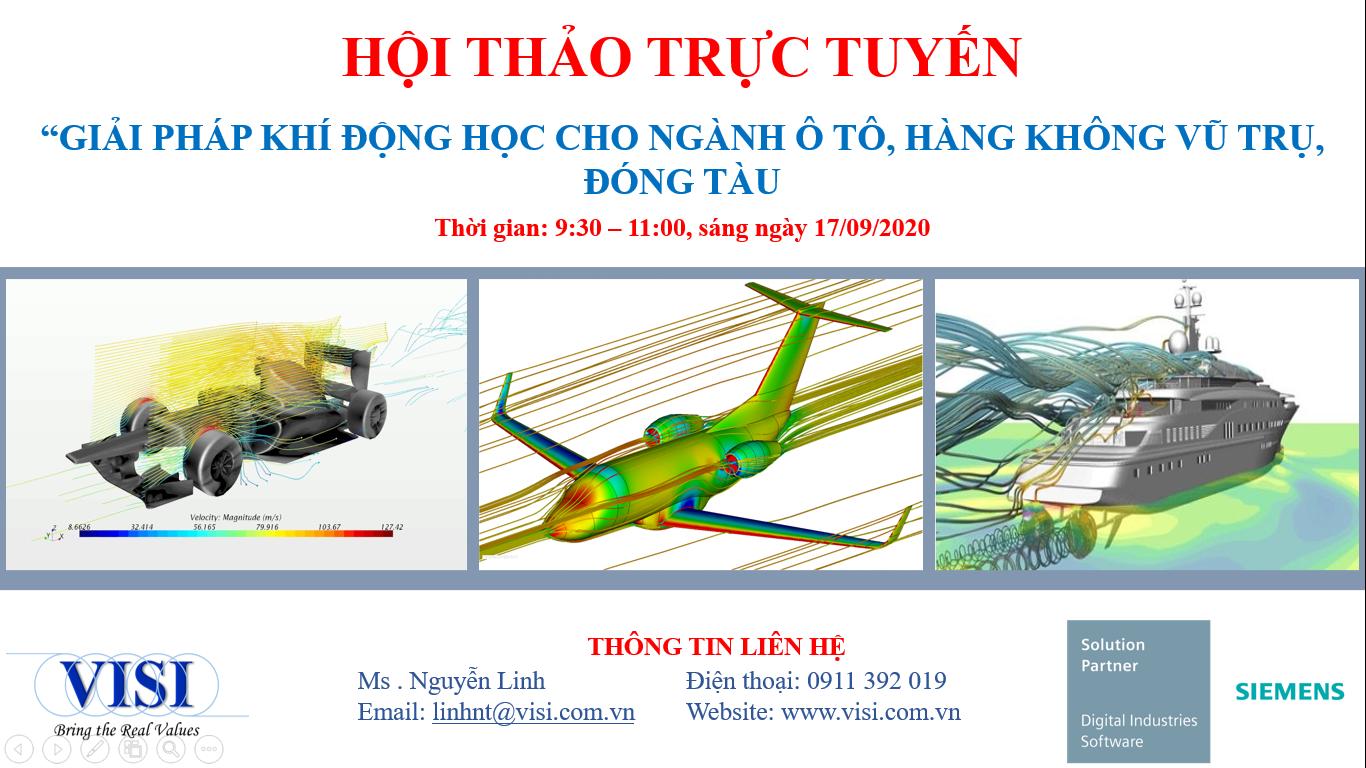 HỘI THẢO TRỰC TUYẾN
“GIẢI PHÁP KHÍ ĐỘNG HỌC CHO NGÀNH Ô TÔ, HÀNG KHÔNG VŨ TRỤ,
ĐÓNG TÀU
Thời gian: 9:30 – 11:00, sáng ngày 17/09/2020
Velocity: Magnitude (m/s)
8.6626 32.414 56.165 79.916 103.67 127.42
Z
Y X
VISI
Bring the Real Values
THÔNG TIN LIÊN HỆ
Ms . Nguyễn Linh
Điện thoại: 0911 392 019
Email: linhnt@visi.com.vn
Website: www.visi.com.vn
Solution
Partner
Digital Industries
Software
SIEMENS